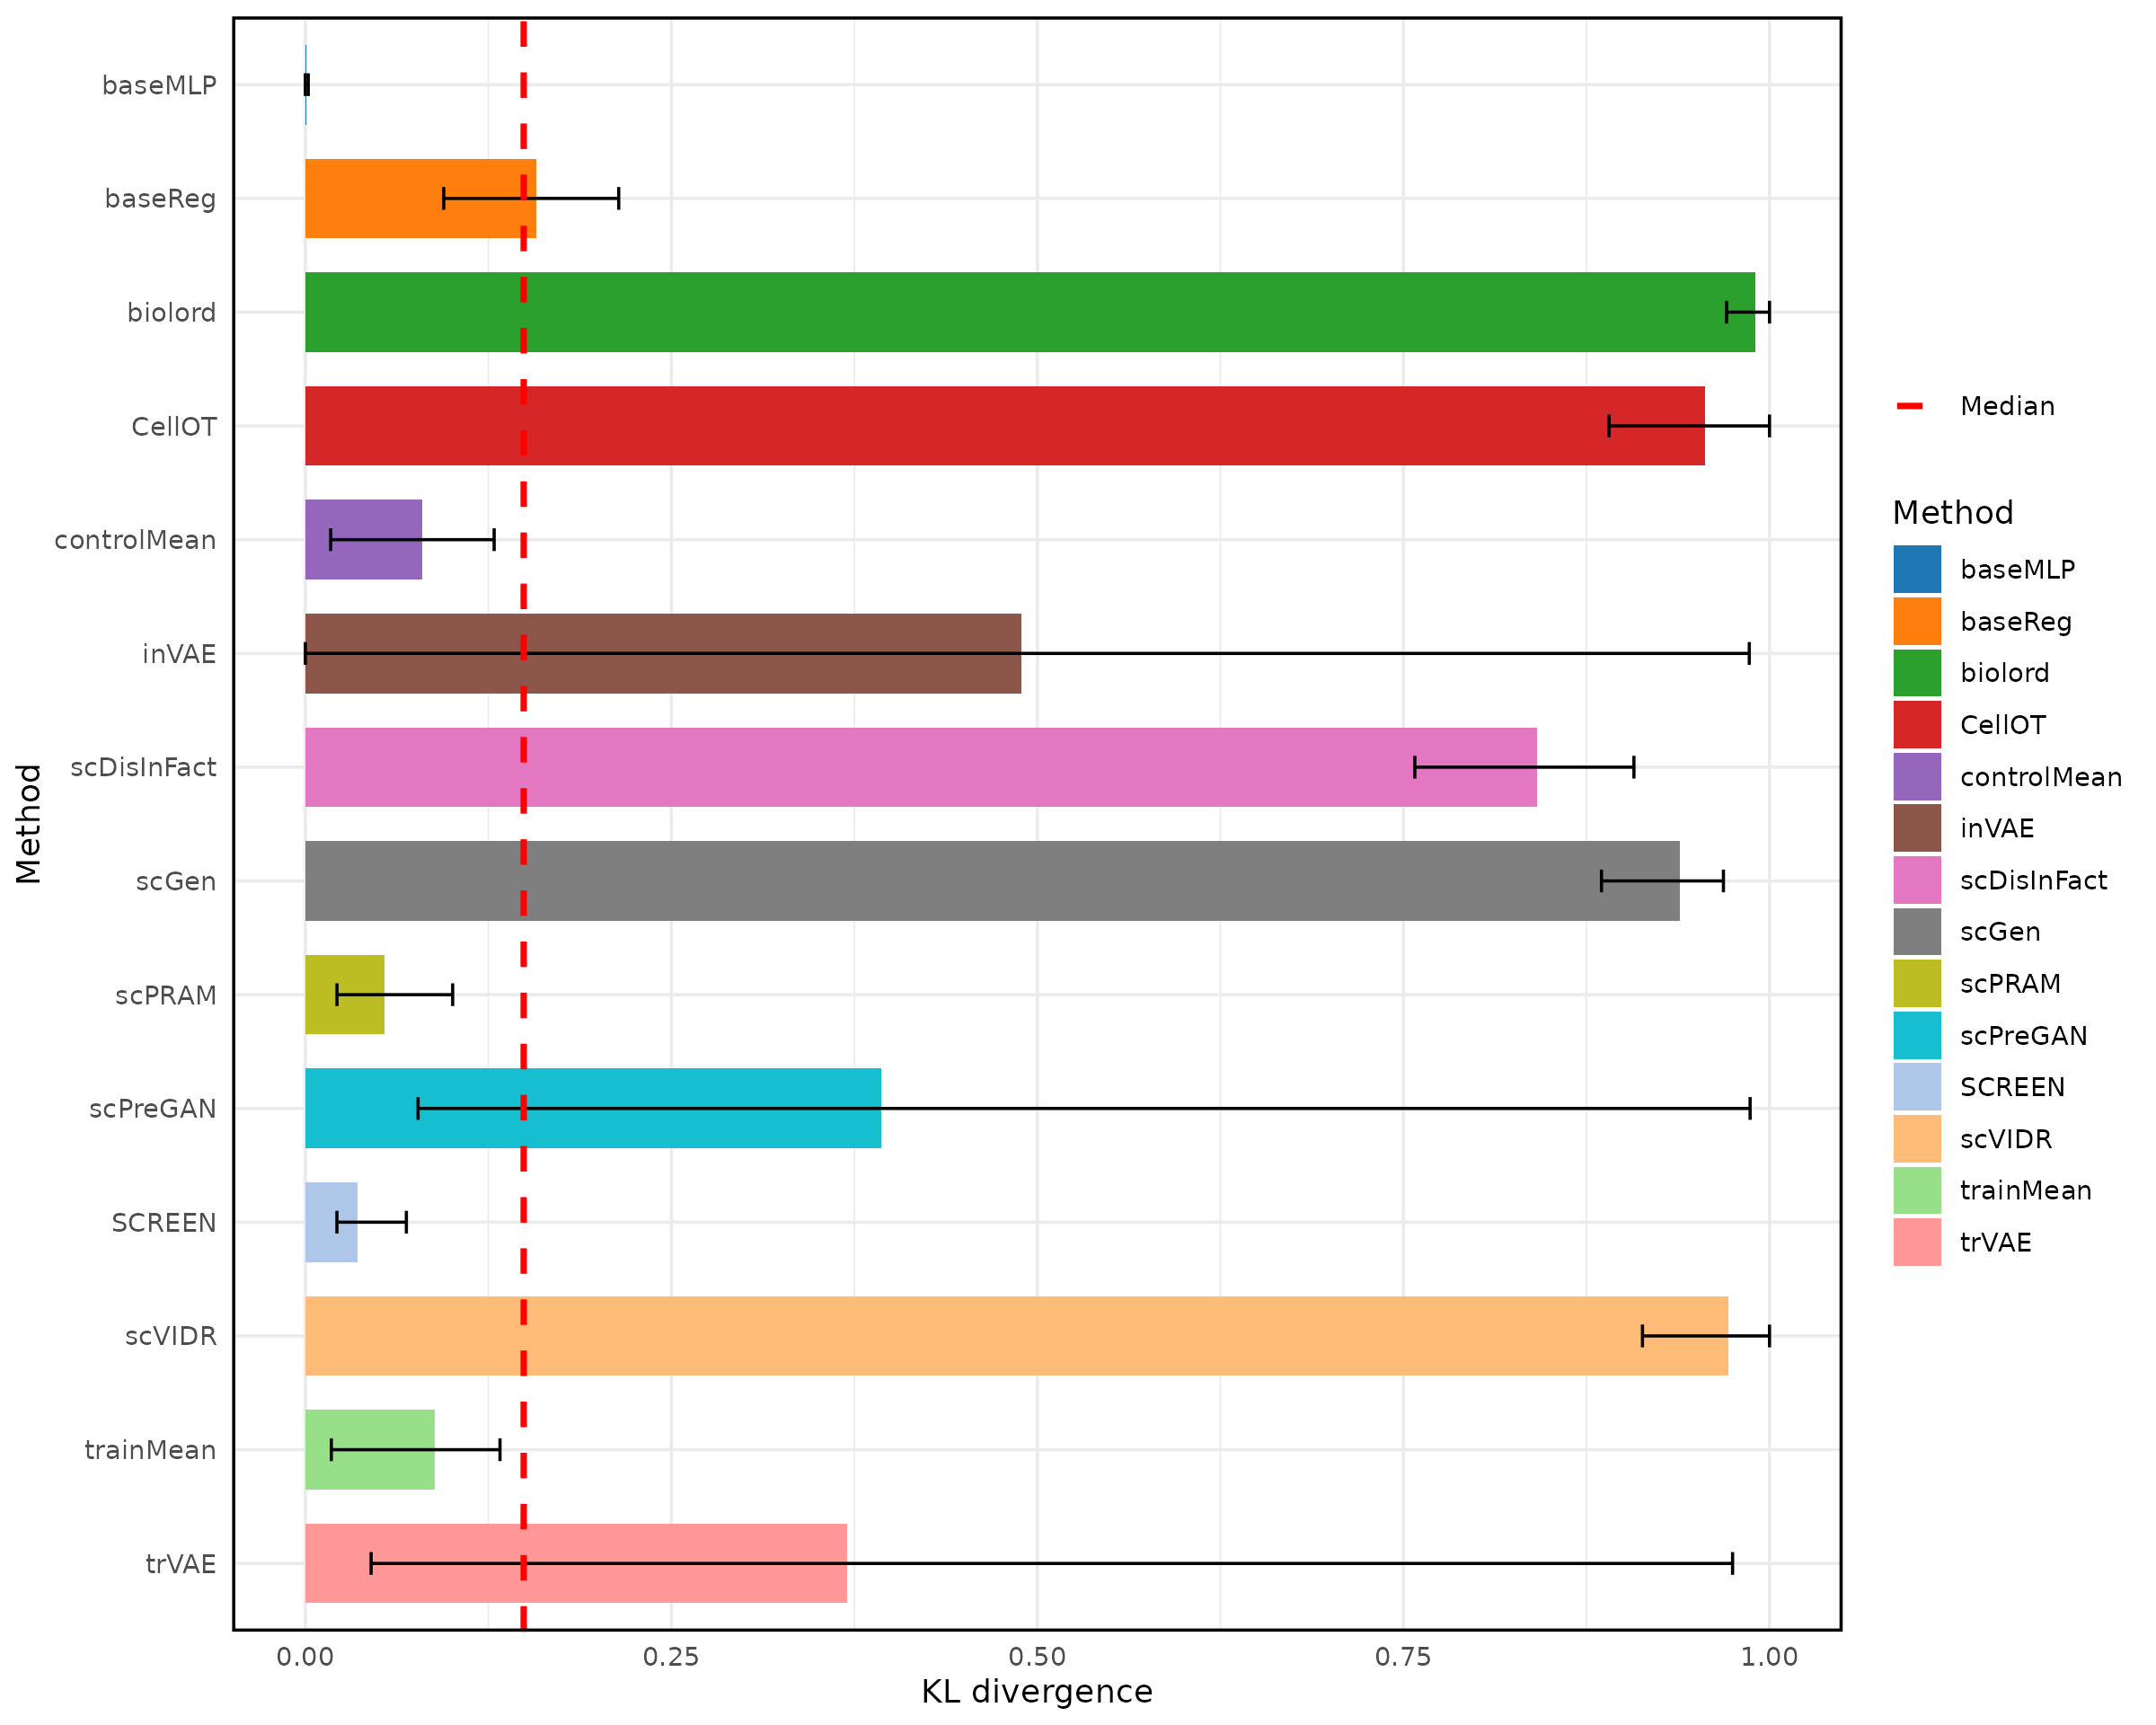 Method
baseMLP
baseReg
biolord
CellOT
controlMean
inVAE
scDisInFact
scGen
scPRAM
scPreGAN
SCREEN
scVIDR
trainMean
trVAE
0.00 0.25 0.50 0.75 1.00
KL divergence
Median
Method
baseMLP
baseReg
biolord
CellOT
controlMean
inVAE
scDisInFact
scGen
scPRAM
scPreGAN
SCREEN
scVIDR
trainMean
trVAE